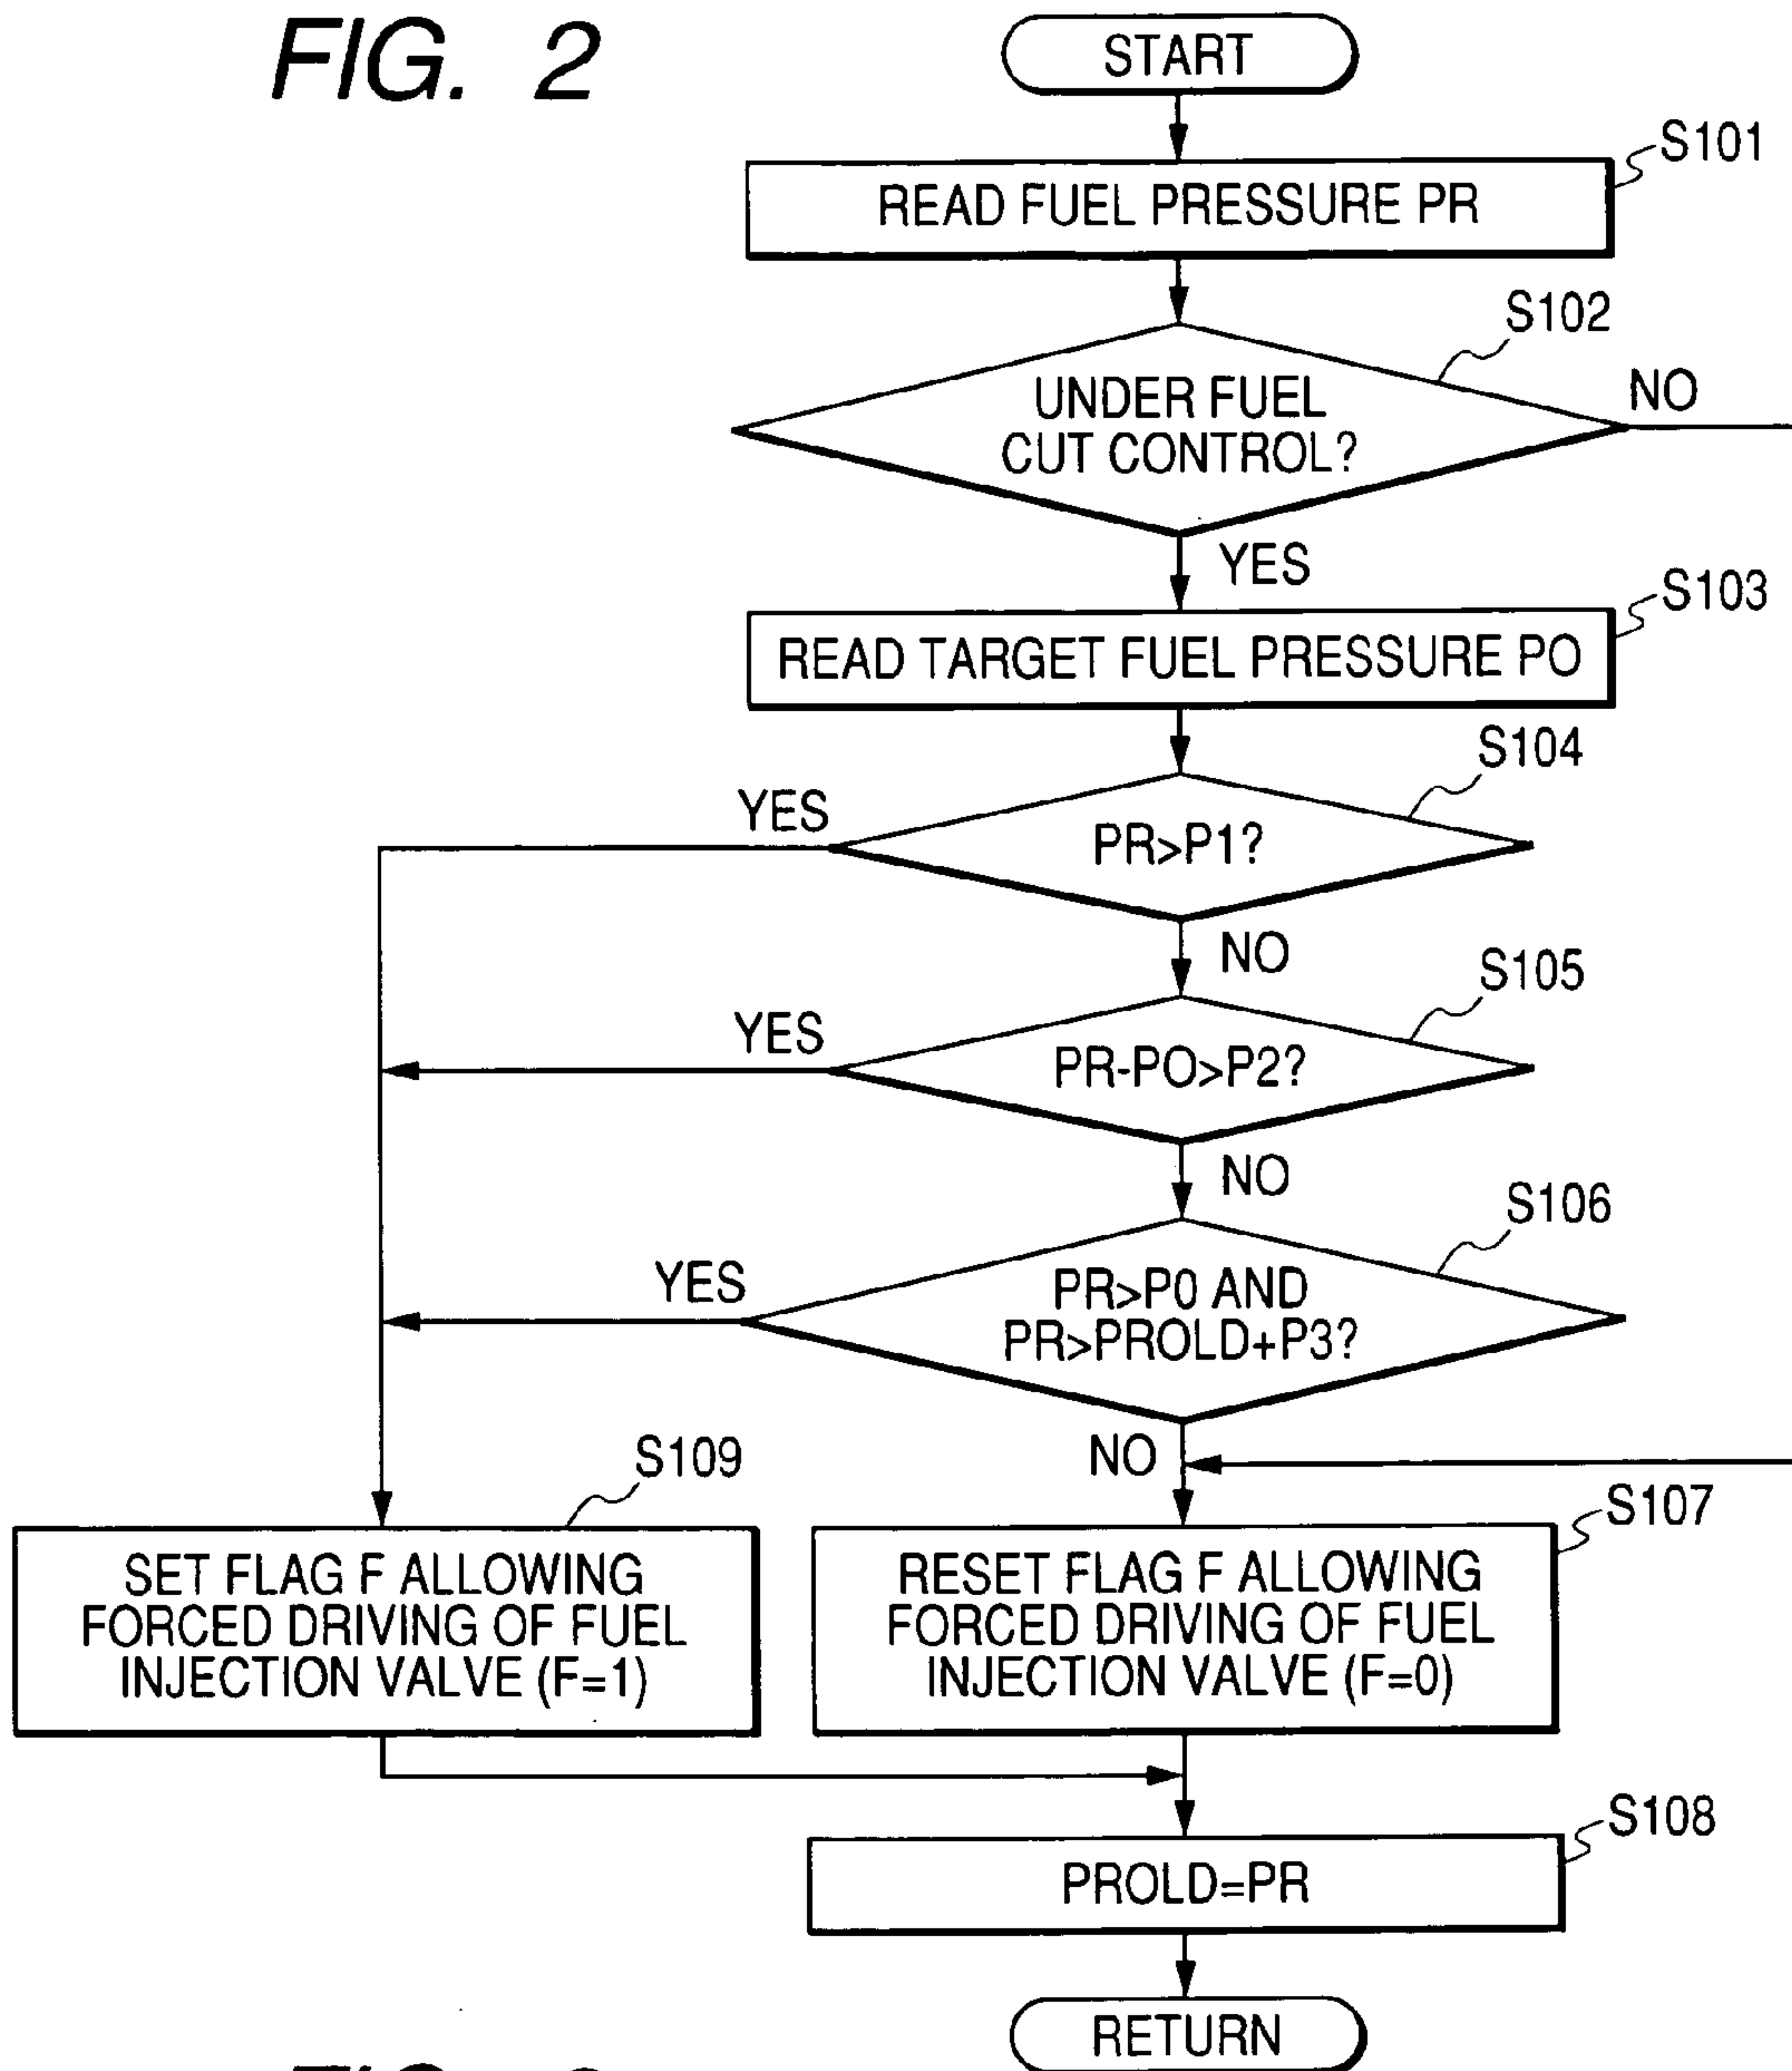 FIG. 2
START
S101
READ FUEL PRESSURE PR
S102
UNDER FUEL
CUT CONTROL?
NO
YES
S103
READ TARGET FUEL PRESSURE PO
S104
YES
PR>P1?
NO
S105
YES
PR-PO>P2?
NO
S106
YES
PR>P0 AND
PR>PROLD+P3?
NO
S109
S107
SET FLAG F ALLOWING
FORCED DRIVING OF FUEL
INJECTION VALVE (F=1)
RESET FLAG F ALLOWING
FORCED DRIVING OF FUEL
INJECTION VALVE (F=0)
S108
PROLD=PR
RETURN